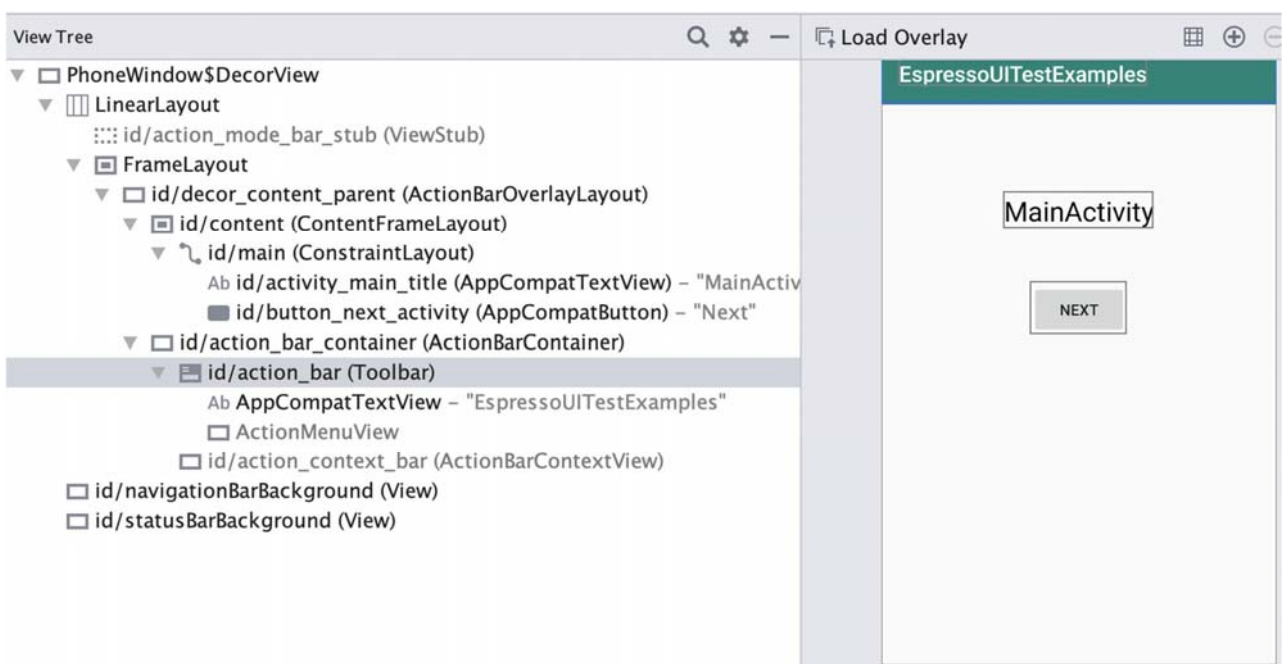 View Tree
PhoneWindow$DecorView
LinearLayout
id/action_mode_bar_stub (ViewStub)
FrameLayout
id/decor_content_parent (ActionBarOverlayLayout)
id/content (ContentFrameLayout)
id/main (ConstraintLayout)
Ab id/activity_main_title (AppCompatTextView) – "MainActiv
id/button_next_activity (AppCompatButton) – "Next"
id/action_bar_container (ActionBarContainer)
id/action_bar (Toolbar)
Ab AppCompatTextView – "EspressoUITestExamples"
ActionMenuView
id/action_context_bar (ActionBarContextView)
id/navigationBarBackground (View)
id/statusBarBackground (View)
Load Overlay
EspressoUITestExamples
MainActivity
NEXT